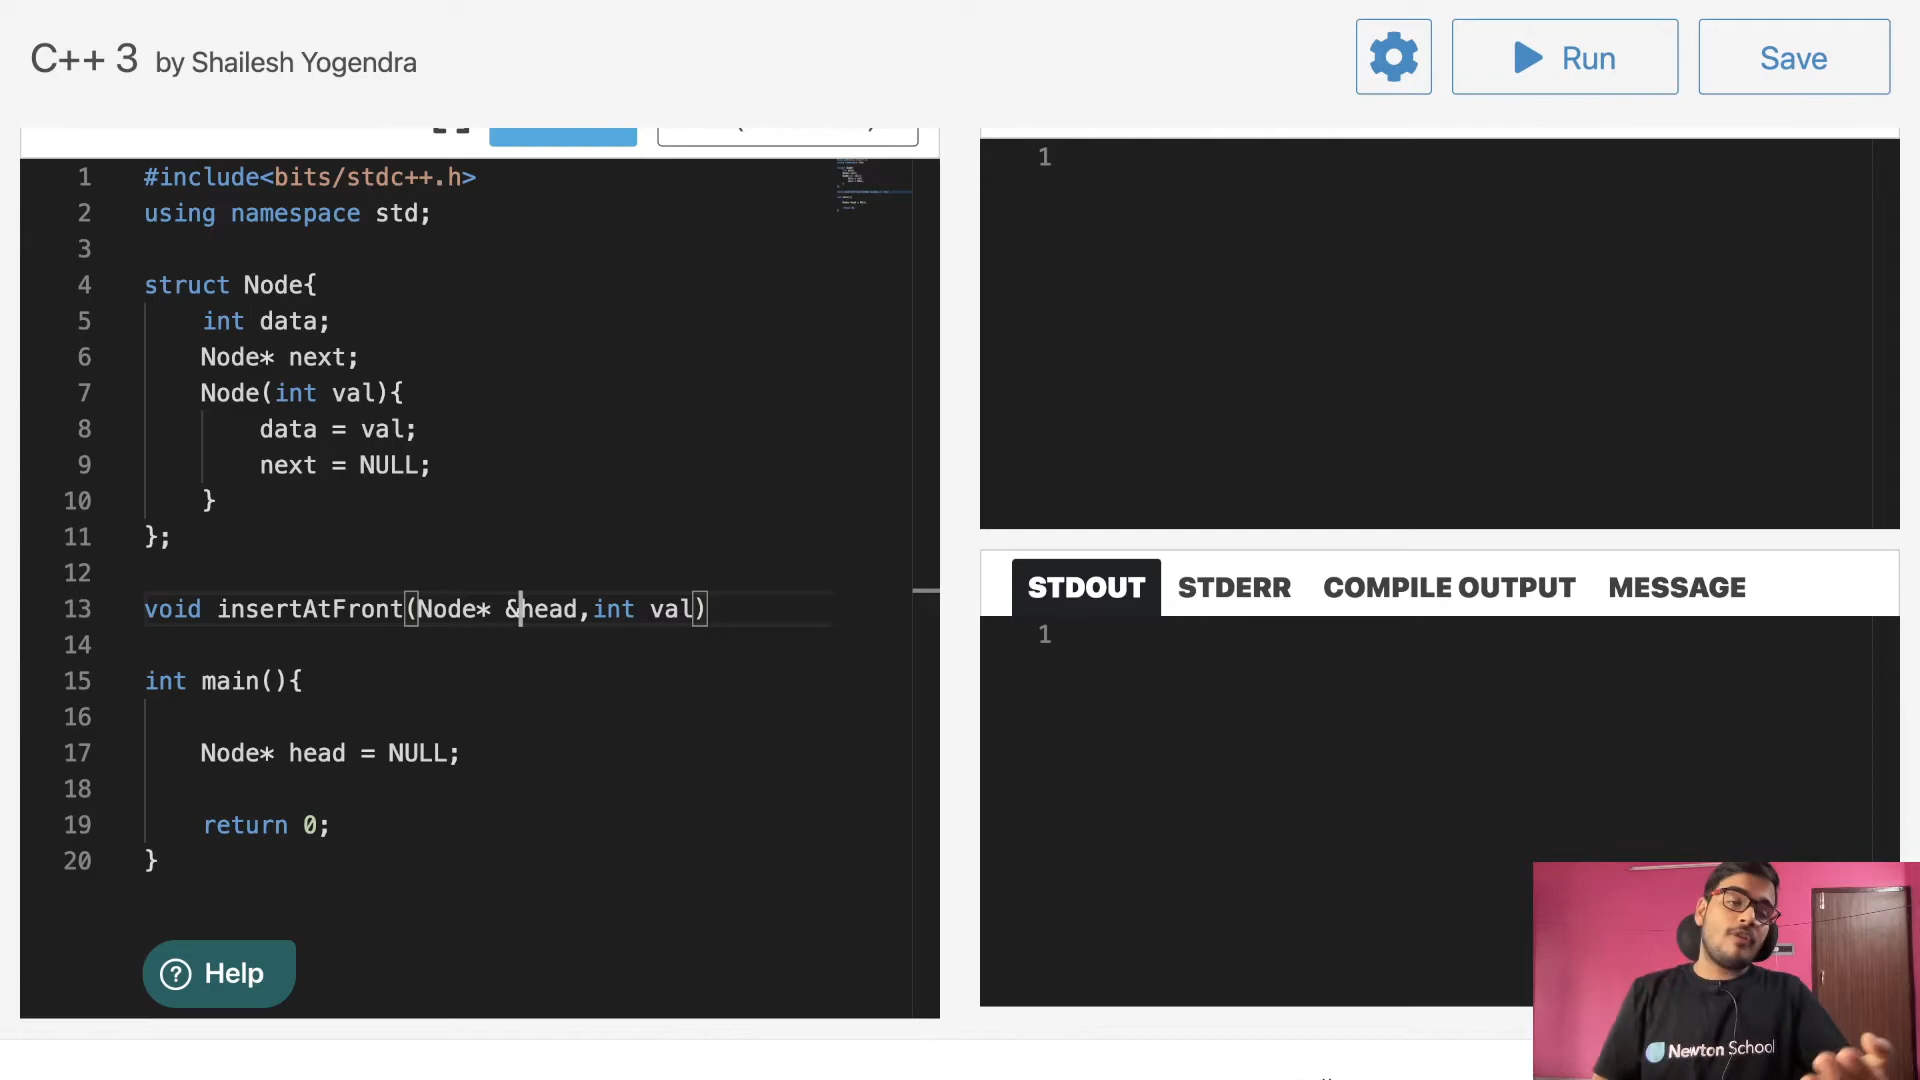 C++ 3 by Shailesh Yogendra
Run
Save
1 #include<bits/stdc++.h>
2 using namespace std;
3
4 struct Node{
5 int data;
6 Node* next;
7 Node(int val){
8 data = val;
9 next = NULL;
10 }
11 };
12
13 void insertAtFront(Node* &head,int val)
14
15 int main(){
16
17 Node* head = NULL;
18
19 return 0;
20 }
Help
1
STDOUT STDERR COMPILE OUTPUT MESSAGE
1
Newton School